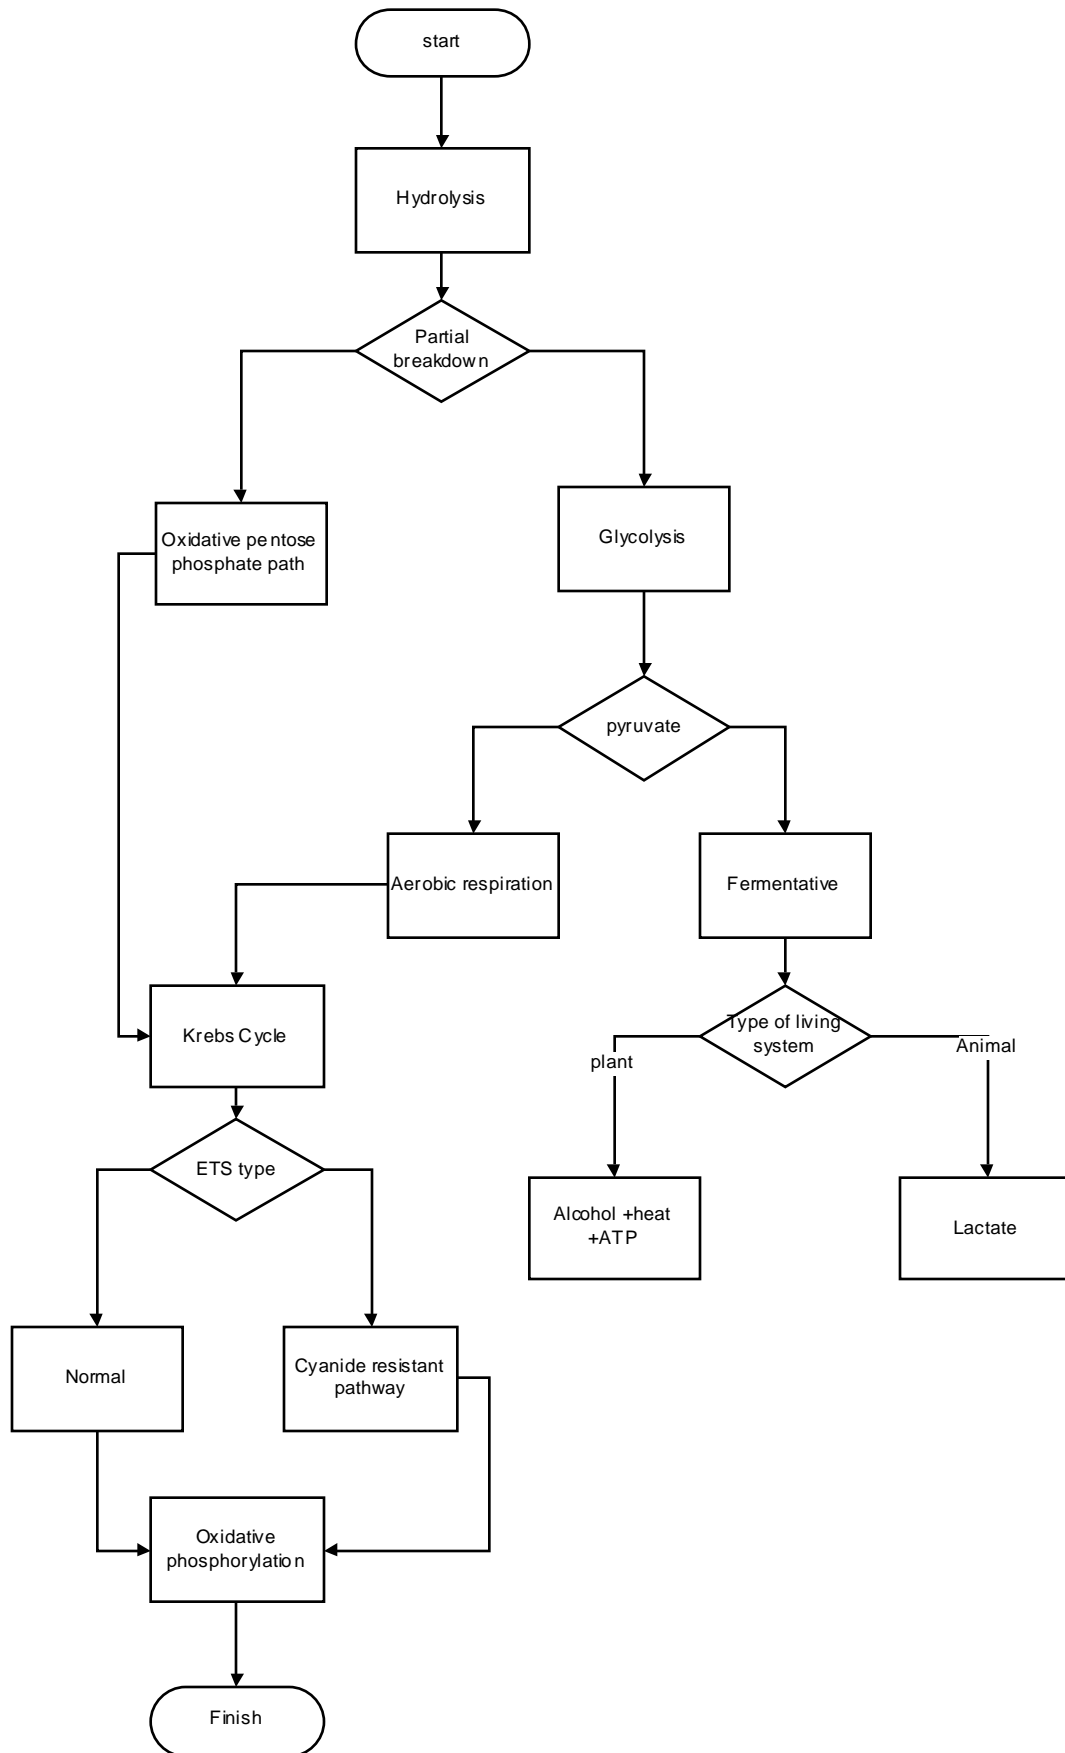 start
Hydrolysis
Partial
breakdown
Oxidative pentose
phosphate path
Glycolysis
pyruvate
Aerobic respiration
Fermentative
Krebs Cycle
Type of living
system
plant
Animal
ETS type
Alcohol +heat
+ATP
Lactate
Normal
Cyanide resistant
pathway
Oxidative
phosphorylation
Finish